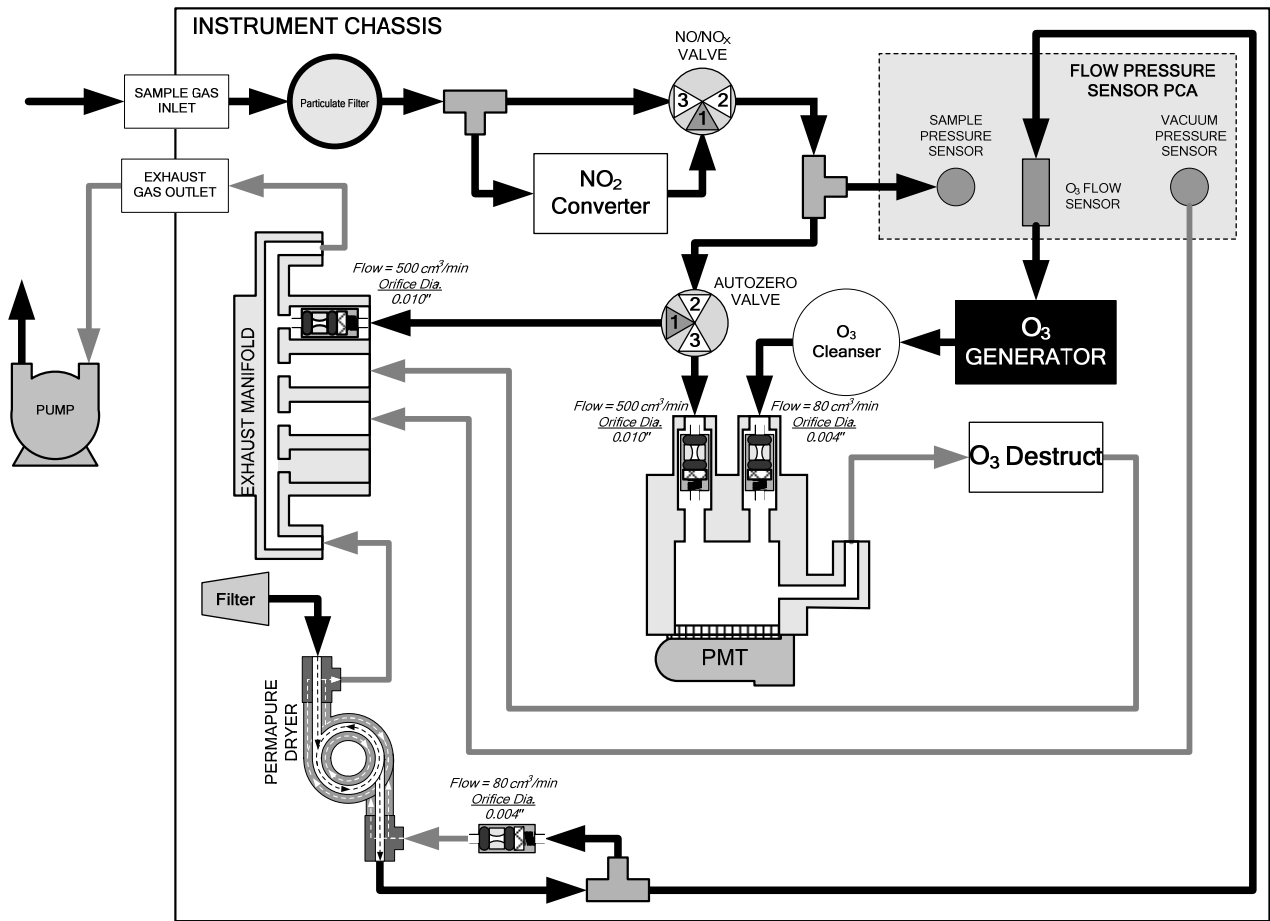 INSTRUMENT CHASSIS
NO/NOX
VALVE
SAMPLE GAS
INLET
Particulate Filter
3
2
1
FLOW PRESSURE
SENSOR PCA
SAMPLE
PRESSURE
SENSOR
VACUUM
PRESSURE
SENSOR
O3 FLOW
SENSOR
EXHAUST
GAS OUTLET
NO2
Converter
Flow = 500 cm3/min
Orifice Dia.
0.010"
AUTOZERO
VALVE
2
1
3
O3
Cleanser
O3
GENERATOR
EXHAUST MANIFOLD
PUMP
Flow = 500 cm3/min
Orifice Dia.
0.010"
Flow = 80 cm3/min
Orifice Dia.
0.004"
O3 Destruct
Filter
PMT
PERMAPURE
DRYER
Flow = 80 cm3/min
Orifice Dia.
0.004"